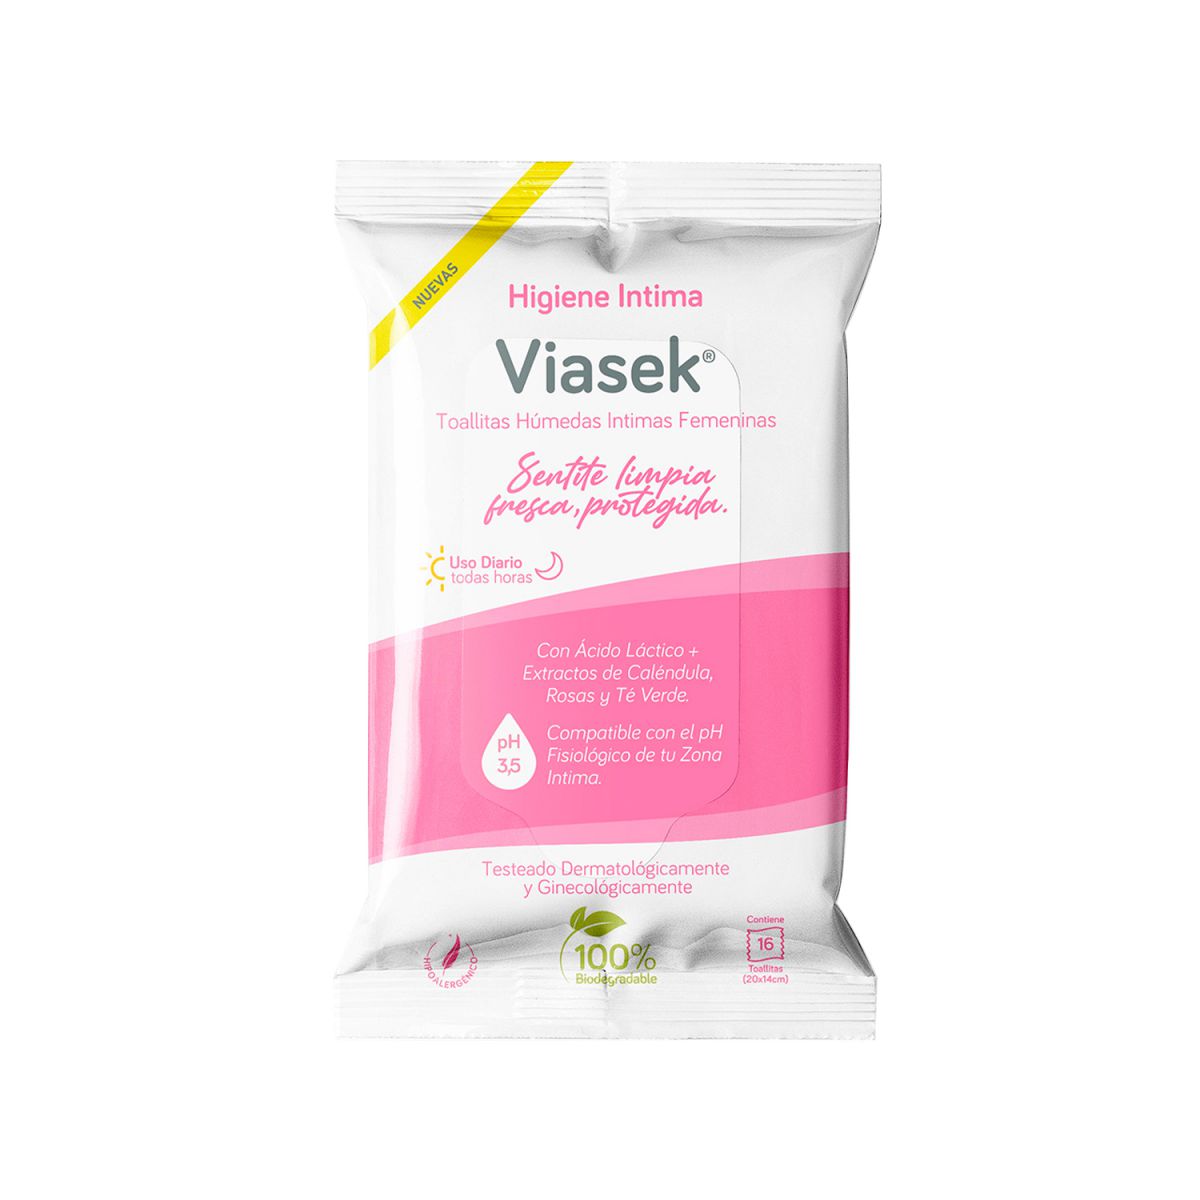 NUEVAS
Higiene Intima
Viasek®
Toallitas Húmedas Intimas Femeninas
Sentite limpia
fresca, protegida.
Uso Diario
todas horas
Con Ácido Láctico +
Extractos de Caléndula,
Rosas y Té Verde.
pH
3,5
Compatible con el pH
Fisiológico de tu Zona
Intima.
Testeado Dermatológicamente
y Ginecológicamente
HIPOALERGÉNICO
100%
Biodegradable
Contiene
16
Toallitas
(20x14cm)